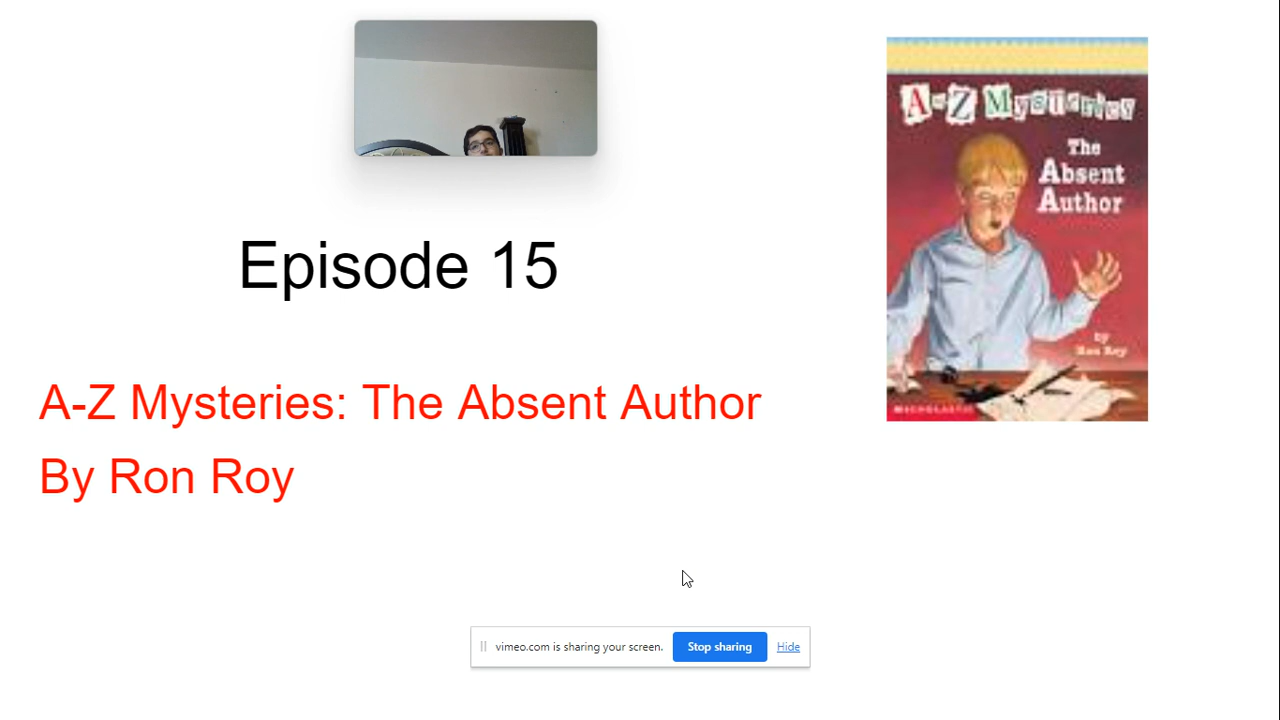 Episode 15
A-Z Mysteries: The Absent Author
By Ron Roy
A-Z Mysteries
The
Absent
Author
by
Ron Roy
SCHOLASTIC
vimeo.com is sharing your screen.
Stop sharing
Hide